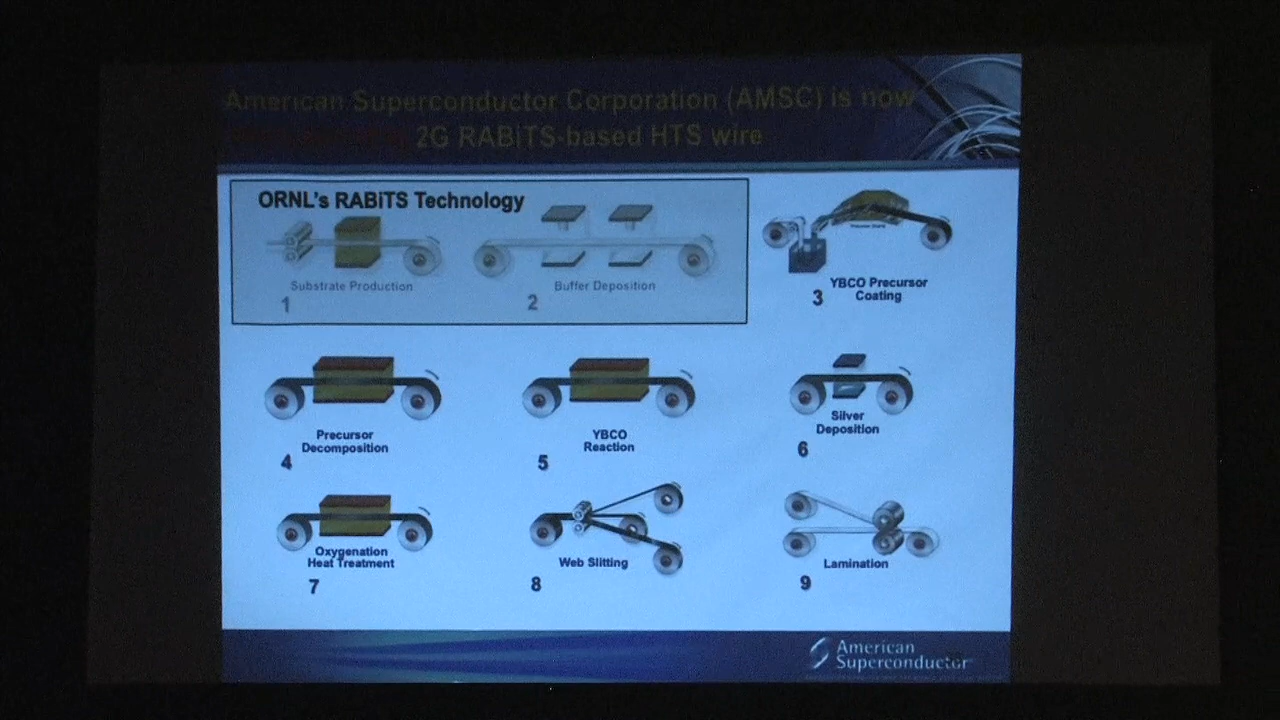 American Superconductor Corporation (AMSC) is now
2G RABiTS-based HTS wire
ORNL's RABiTS Technology
Substrate Production
1
Buffer Deposition
2
YBCO Precursor
Coating
3
Precursor
Decomposition
4
YBCO
Reaction
5
Silver
Deposition
6
Oxygenation
Heat Treatment
7
Web Slitting
8
Lamination
9
American
Superconductor